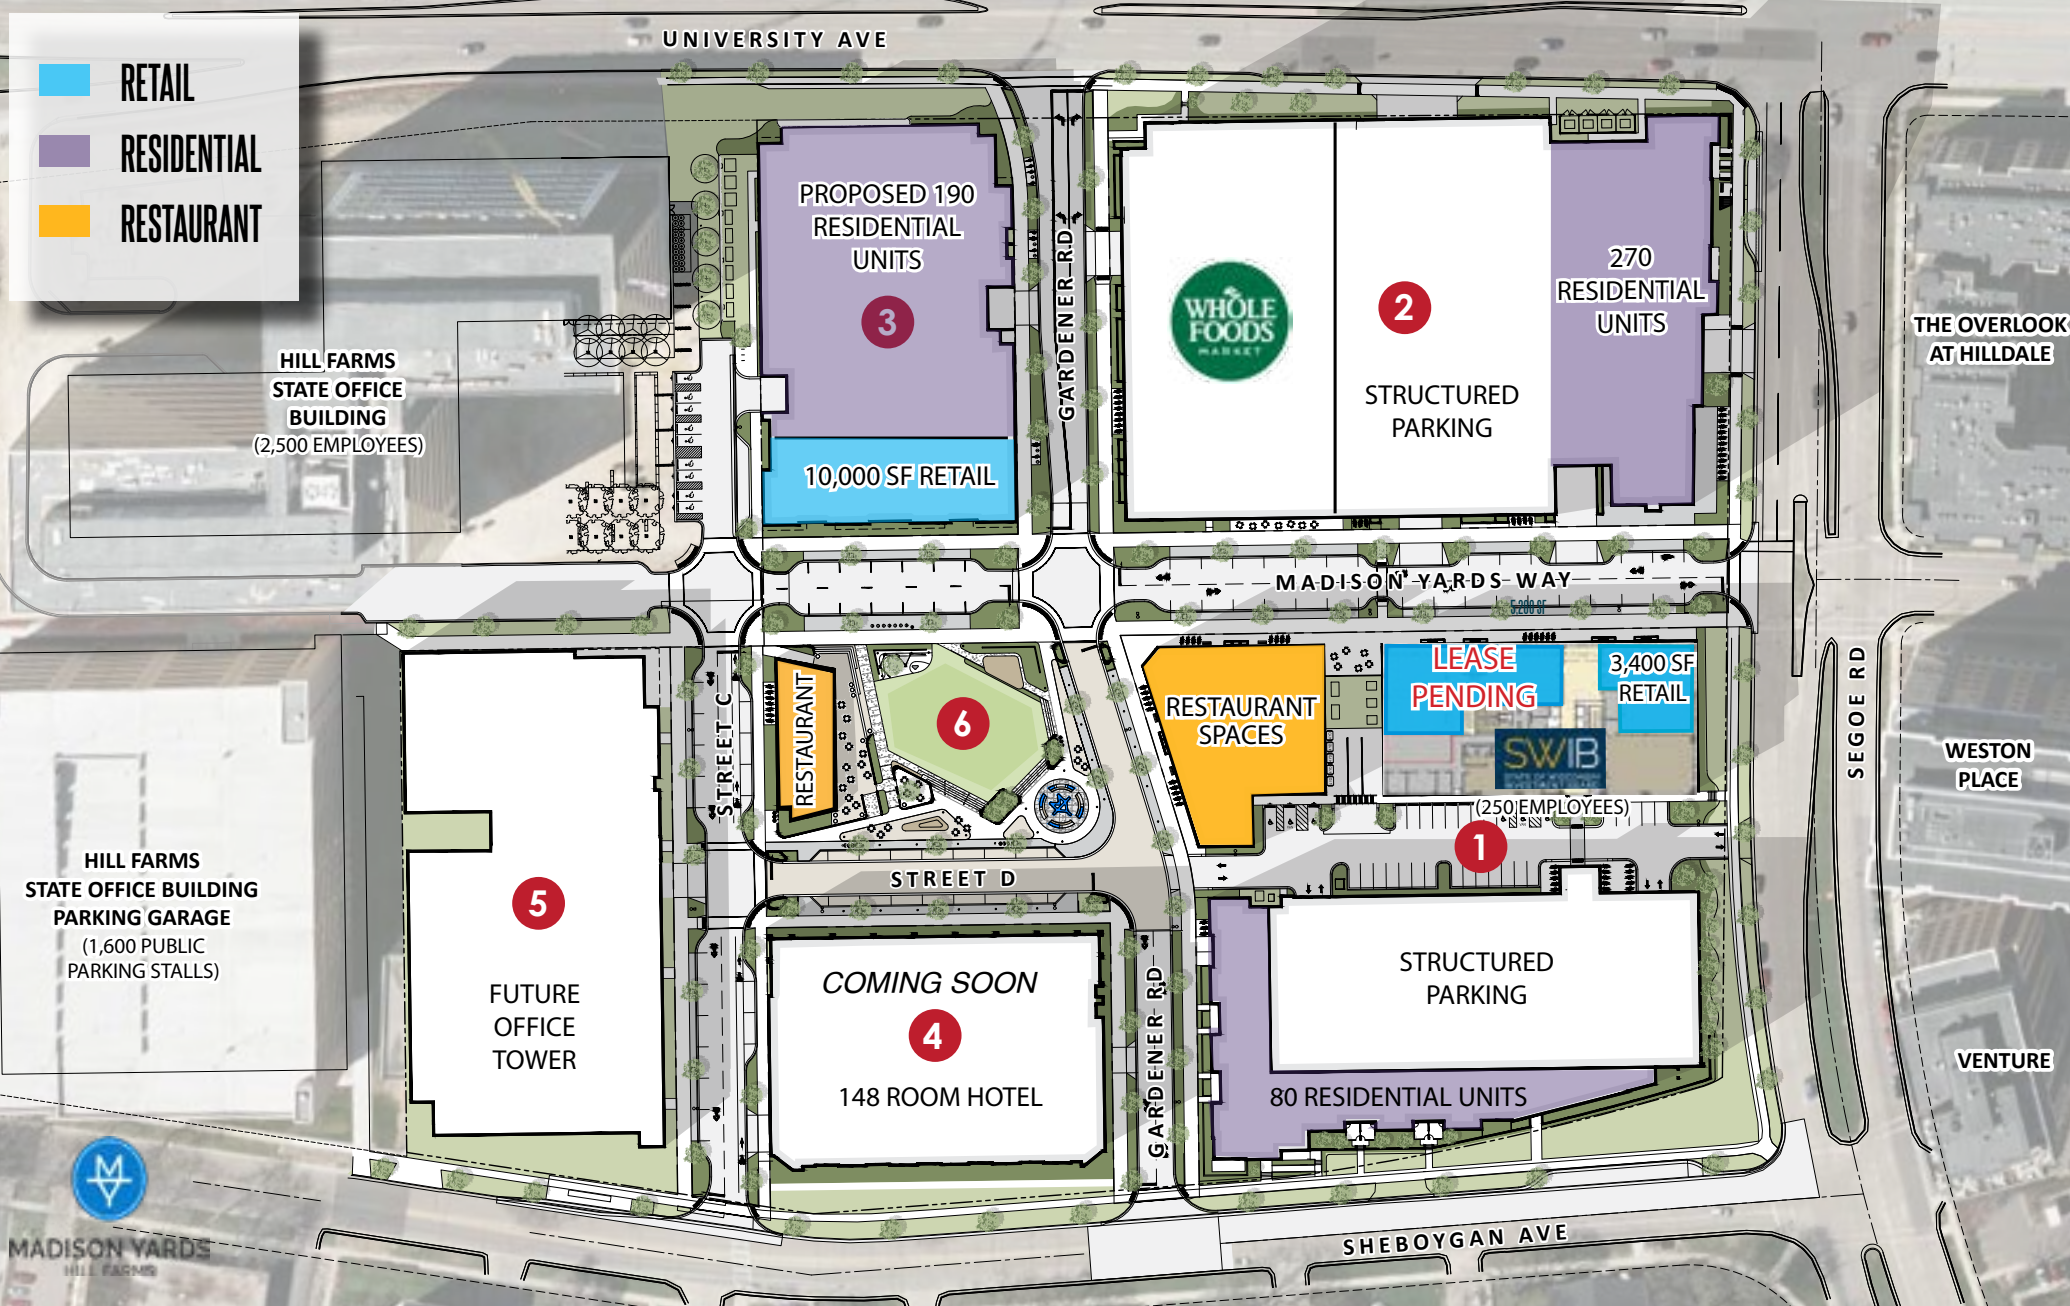 UNIVERSITY AVE
RETAIL
RESIDENTIAL
RESTAURANT
PROPOSED 190
RESIDENTIAL
UNITS
3
10,000 SF RETAIL
GARDENER RD
WHOLE
FOODS
MARKET
2
STRUCTURED
PARKING
270
RESIDENTIAL
UNITS
THE OVERLOOK
AT HILLDALE
HILL FARMS
STATE OFFICE
BUILDING
(2,500 EMPLOYEES)
MADISON YARDS WAY
5,200 SF
STREET C
RESTAURANT
6
RESTAURANT
SPACES
LEASE
PENDING
3,400 SF
RETAIL
SWIB
(250 EMPLOYEES)
1
SEGOE RD
WESTON
PLACE
HILL FARMS
STATE OFFICE BUILDING
PARKING GARAGE
(1,600 PUBLIC
PARKING STALLS)
5
FUTURE
OFFICE
TOWER
STREET D
COMING SOON
4
148 ROOM HOTEL
GARDENER RD
STRUCTURED
PARKING
80 RESIDENTIAL UNITS
VENTURE
MADISON YARDS
HILL FARMS
SHEBOYGAN AVE